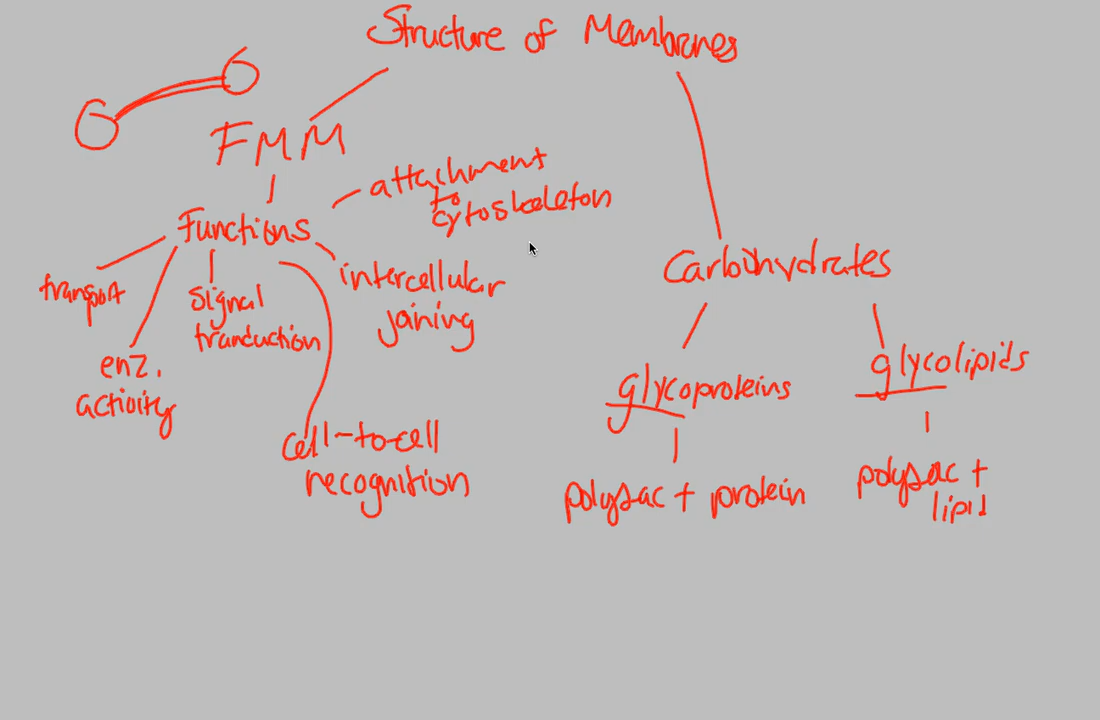 Structure of Membranes
FMM
attachment
to
cytoskeleton
Functions
transport
enz.
activity
signal
tranduction
intercellular
joining
cell-to-cell
recognition
Carbohydrates
glycoproteins
polysac + protein
glycolipids
polysac +
lipid